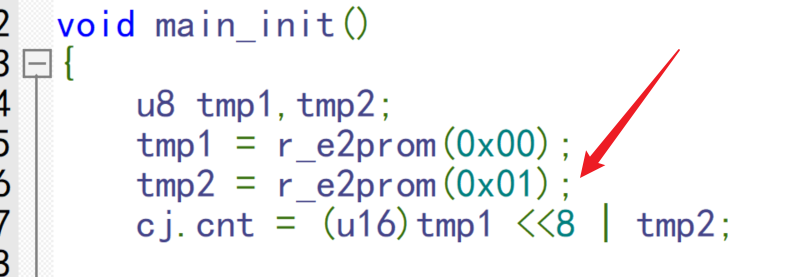 2 void main_init()
3 {
4 u8 tmp1,tmp2;
5 tmp1 = r_e2prom(0x00);
6 tmp2 = r_e2prom(0x01);
7 cj.cnt = (u16)tmp1 <<8 | tmp2;
8